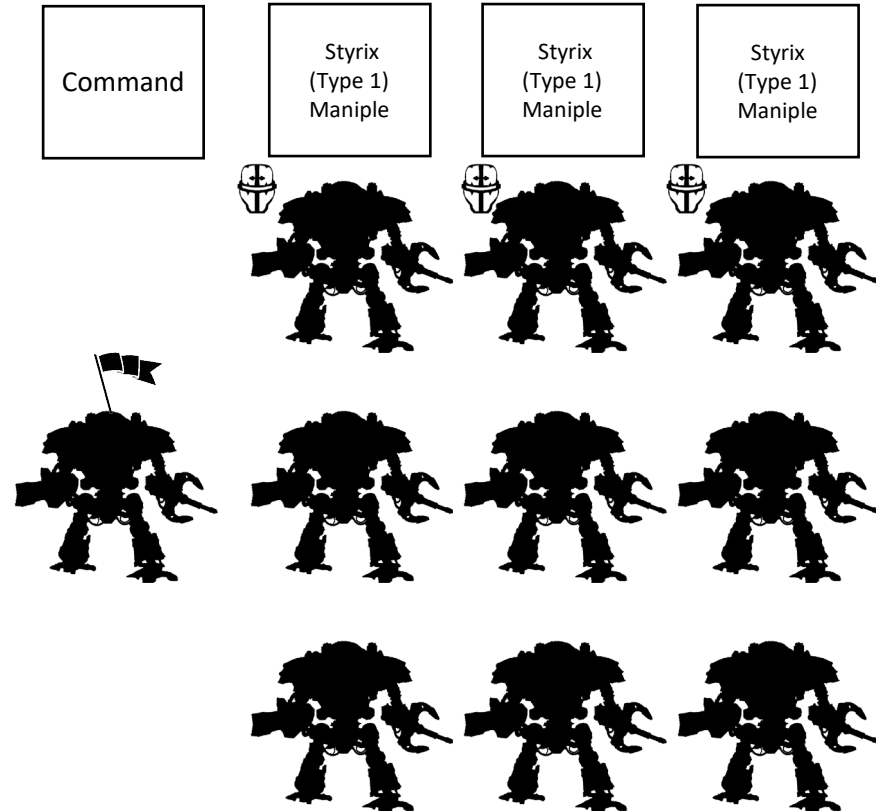 Command
Styrix
(Type 1)
Maniple
Styrix
(Type 1)
Maniple
Styrix
(Type 1)
Maniple